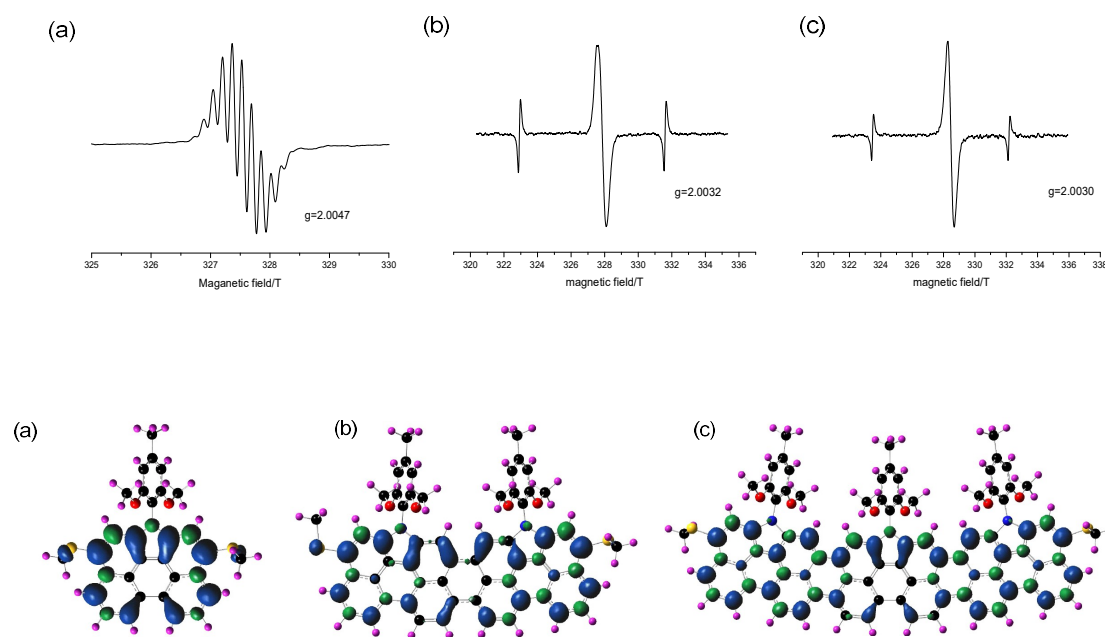 (a)
(b)
(c)
g=2.0047
g=2.0032
g=2.0030
325 326 327 328 329 330
320 322 324 326 328 330 332 334 336
320 322 324 326 328 330 332 334 336 338
Maganetic field/T
magnetic field/T
magnetic field/T
(a)
(b)
(c)